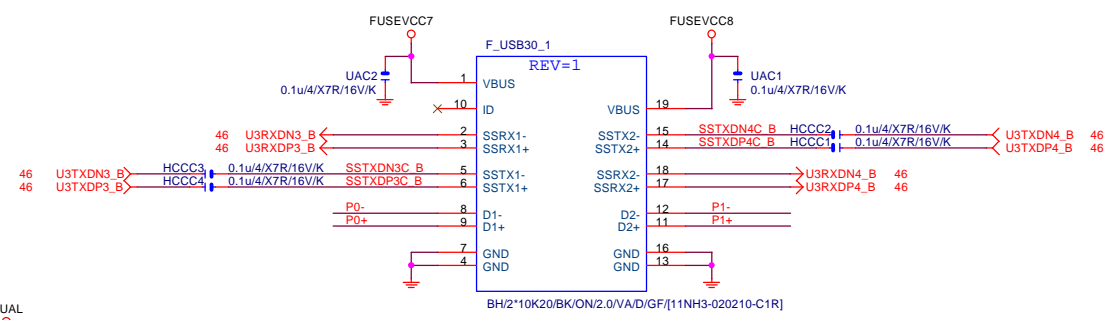 FUSEVCC7
FUSEVCC8
F_USB30_1
REV=1
UAC2
0.1u/4/X7R/16V/K
UAC1
0.1u/4/X7R/16V/K
1 VBUS
10 ID
VBUS 19
46 U3RXDN3_B 2 SSRX1-
46 U3RXDP3_B 3 SSRX1+
SSTX2- 15 SSTXDN4C_B HCCC2 0.1u/4/X7R/16V/K U3TXDN4_B 46
SSTX2+ 14 SSTXDP4C_B HCCC1 0.1u/4/X7R/16V/K U3TXDP4_B 46
46 U3TXDN3_B HCCC3 0.1u/4/X7R/16V/K SSTXDN3C_B 5 SSTX1-
46 U3TXDP3_B HCCC4 0.1u/4/X7R/16V/K SSTXDP3C_B 6 SSTX1+
SSRX2- 18 U3RXDN4_B 46
SSRX2+ 17 U3RXDP4_B 46
P0- 8 D1-
P0+ 9 D1+
D2- 12 P1-
D2+ 11 P1+
7 GND
4 GND
GND 16
GND 13
BH/2*10K20/BK/ON/2.0/VA/D/GF/[11NH3-020210-C1R]
UAL